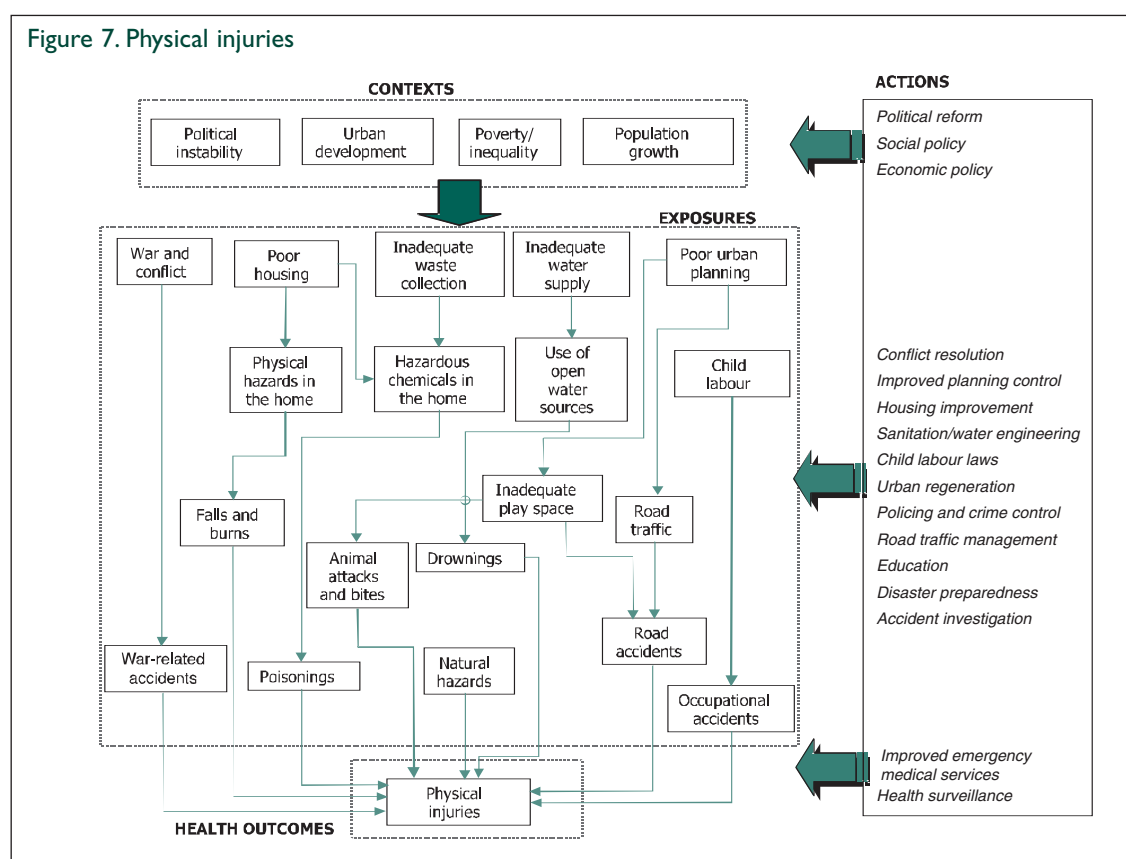 Figure 7. Physical injuries
CONTEXTS
Political
instability
Urban
development
Poverty/
inequality
Population
growth
ACTIONS
Political reform
Social policy
Economic policy
EXPOSURES
War and
conflict
Poor
housing
Inadequate
waste
collection
Inadequate
water
supply
Poor urban
planning
Physical
hazards in
the home
Hazardous
chemicals in
the home
Use of
open
water
sources
Child
labour
Conflict resolution
Improved planning control
Housing improvement
Sanitation/water engineering
Child labour laws
Urban regeneration
Policing and crime control
Road traffic management
Education
Disaster preparedness
Accident investigation
Falls and
burns
Inadequate
play space
Road
traffic
Animal
attacks
and bites
Drownings
War-related
accidents
Poisonings
Natural
hazards
Road
accidents
Occupational
accidents
Improved emergency
medical services
Health surveillance
Physical
injuries
HEALTH OUTCOMES